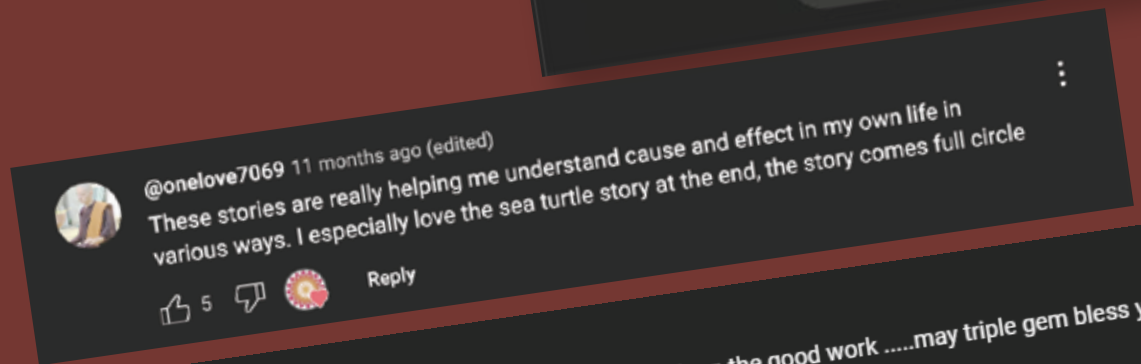 @onelove7069 11 months ago (edited)
These stories are really helping me understand cause and effect in my own life in
various ways. I especially love the sea turtle story at the end, the story comes full circle
5 Reply
the good work .....may triple gem bless